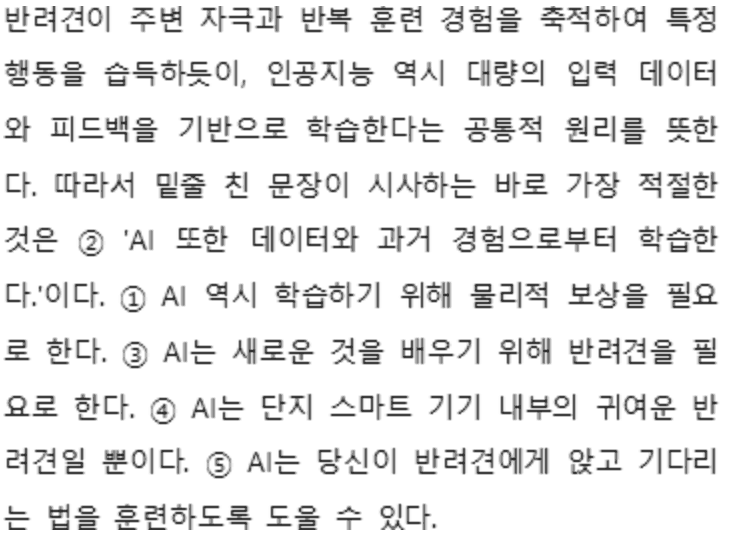 반려견이 주변 자극과 반복 훈련 경험을 축적하여 특정
행동을 습득하듯이, 인공지능 역시 대량의 입력 데이터
와 피드백을 기반으로 학습한다는 공통적 원리를 뜻한
다. 따라서 밑줄 친 문장이 시사하는 바로 가장 적절한
것은 ② 'AI 또한 데이터와 과거 경험으로부터 학습한
다.'이다. ① AI 역시 학습하기 위해 물리적 보상을 필요
로 한다. ③ AI는 새로운 것을 배우기 위해 반려견을 필
요로 한다. ④ AI는 단지 스마트 기기 내부의 귀여운 반
려견일 뿐이다. ⑤ AI는 당신이 반려견에게 앉고 기다리
는 법을 훈련하도록 도울 수 있다.